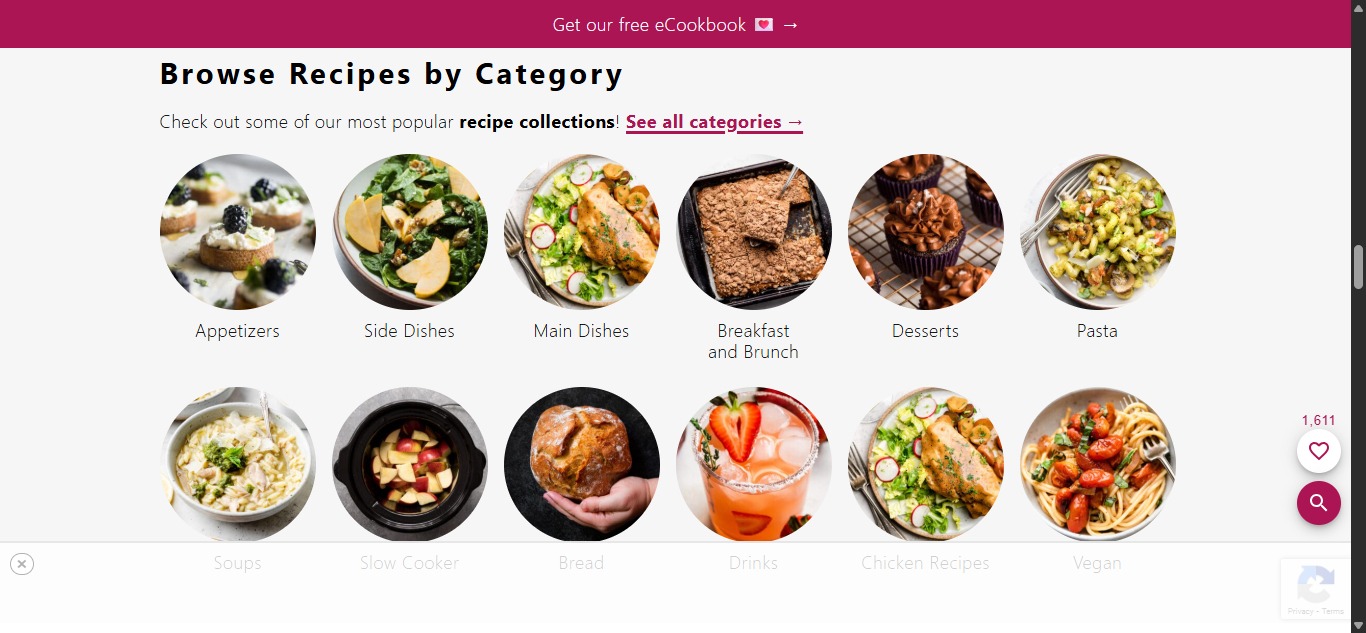 Get our free eCookbook 💌 →
Browse Recipes by Category
Check out some of our most popular recipe collections! See all categories →
Appetizers
Side Dishes
Main Dishes
Breakfast
and Brunch
Desserts
Pasta
1,611
Soups
Slow Cooker
Bread
Drinks
Chicken Recipes
Vegan
Privacy - Terms